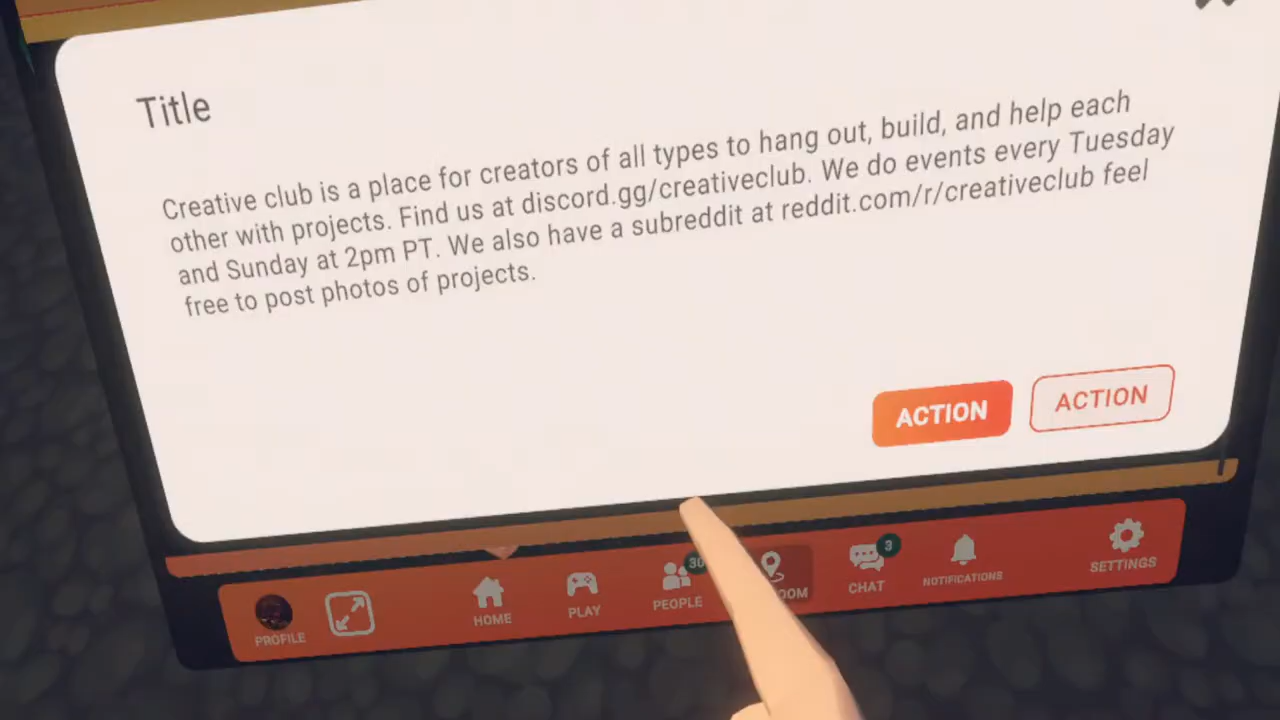 Title
Creative club is a place for creators of all types to hang out, build, and help each
other with projects. Find us at discord.gg/creativeclub. We do events every Tuesday
and Sunday at 2pm PT. We also have a subreddit at reddit.com/r/creativeclub feel
free to post photos of projects.
ACTION
ACTION
PROFILE
HOME
PLAY
PEOPLE
CHAT
3
NOTIFICATIONS
SETTINGS